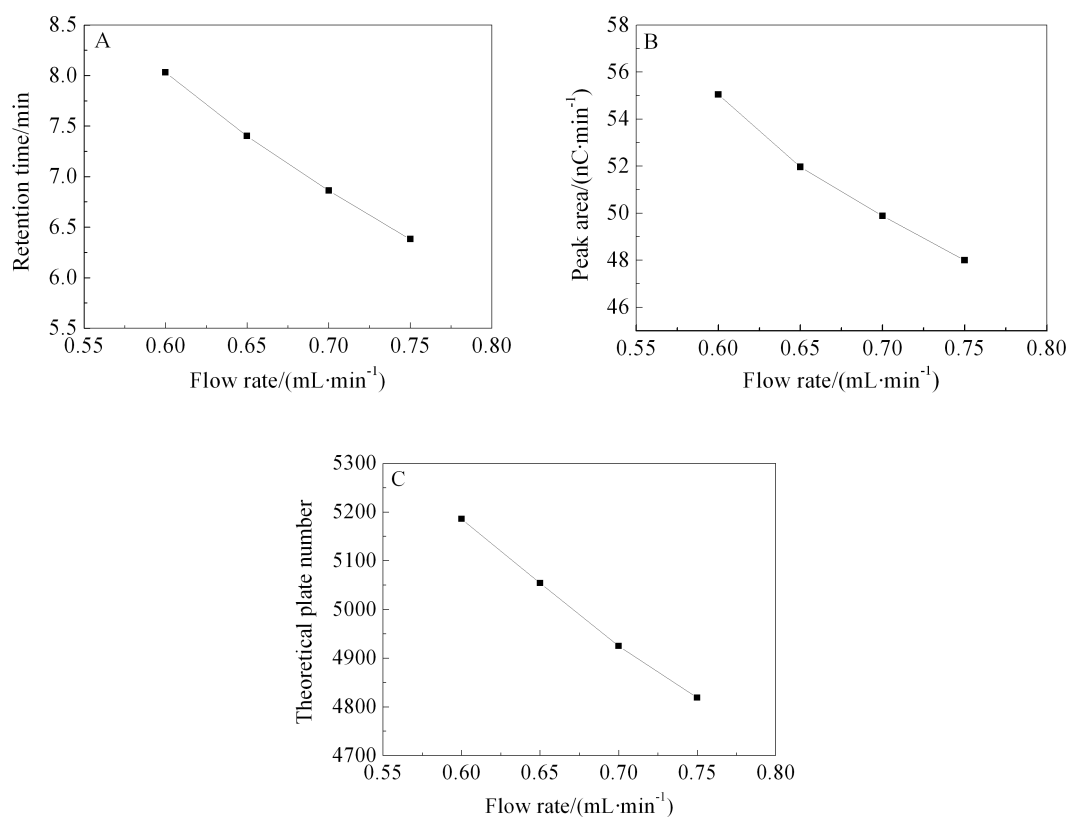 A
8.5
8.0
7.5
7.0
6.5
6.0
5.5
0.55 0.60 0.65 0.70 0.75 0.80
Retention time/min
Flow rate/(mL·min⁻¹)
B
58
56
54
52
50
48
46
0.55 0.60 0.65 0.70 0.75 0.80
Peak area/(nC·min⁻¹)
Flow rate/(mL·min⁻¹)
C
5300
5200
5100
5000
4900
4800
4700
0.55 0.60 0.65 0.70 0.75 0.80
Theoretical plate number
Flow rate/(mL·min⁻¹)